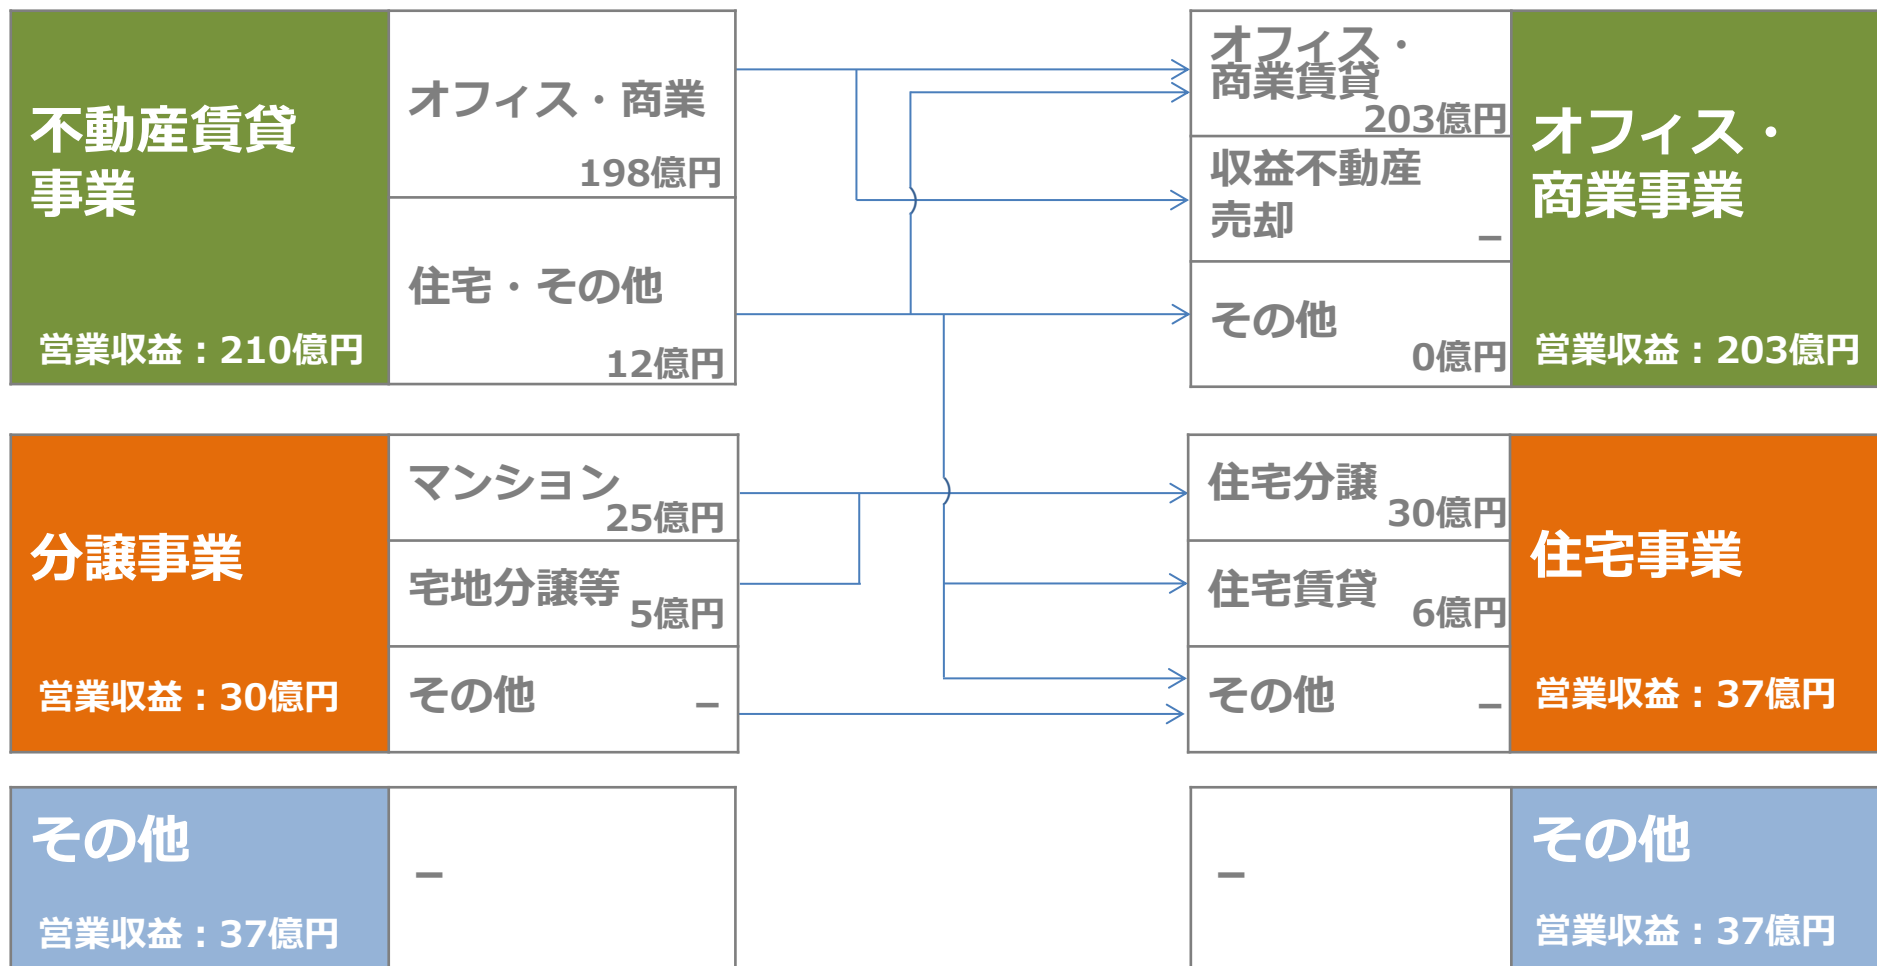 不動産賃貸
事業
営業収益：210億円
オフィス・商業
198億円
住宅・その他
12億円
オフィス・
商業賃貸
203億円
収益不動産
売却
–
その他
0億円
オフィス・
商業事業
営業収益：203億円
分譲事業
営業収益：30億円
マンション
25億円
宅地分譲等
5億円
その他
–
住宅分譲
30億円
住宅賃貸
6億円
その他
–
住宅事業
営業収益：37億円
その他
営業収益：37億円
–
–
その他
営業収益：37億円